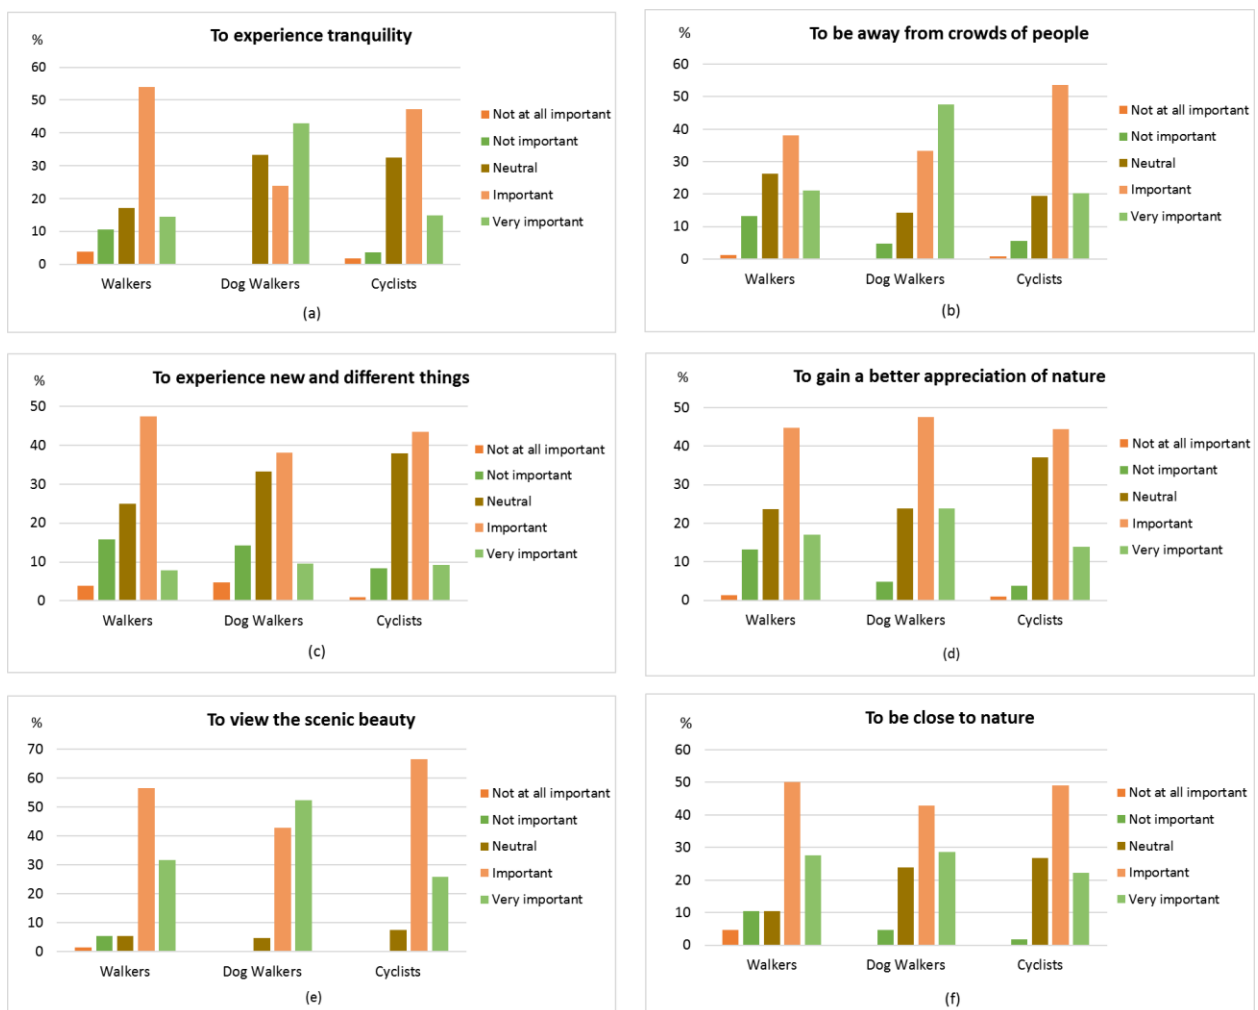 To experience tranquility
%
60
50
40
30
20
10
0
Walkers Dog Walkers Cyclists
Not at all important
Not important
Neutral
Important
Very important
(a)
To be away from crowds of people
%
60
50
40
30
20
10
0
Walkers Dog Walkers Cyclists
Not at all important
Not important
Neutral
Important
Very important
(b)
To experience new and different things
%
50
40
30
20
10
0
Walkers Dog Walkers Cyclists
Not at all important
Not important
Neutral
Important
Very important
(c)
To gain a better appreciation of nature
%
50
40
30
20
10
0
Walkers Dog Walkers Cyclists
Not at all important
Not important
Neutral
Important
Very important
(d)
To view the scenic beauty
%
70
60
50
40
30
20
10
0
Walkers Dog Walkers Cyclists
Not at all important
Not important
Neutral
Important
Very important
(e)
To be close to nature
%
60
50
40
30
20
10
0
Walkers Dog Walkers Cyclists
Not at all important
Not important
Neutral
Important
Very important
(f)